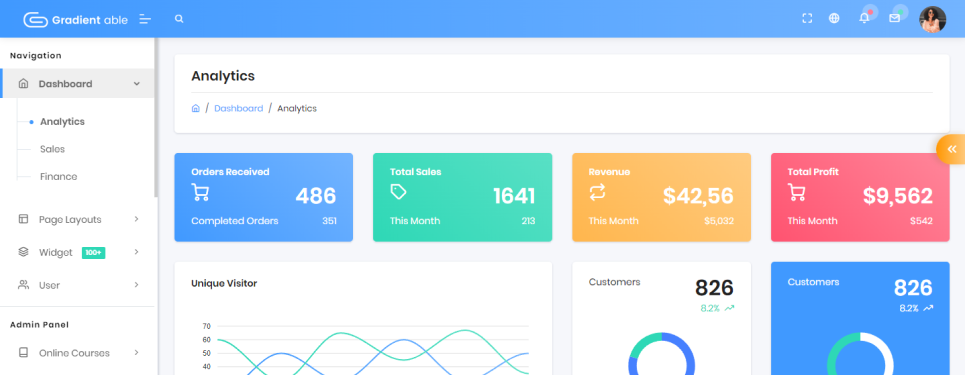 Gradient able
Navigation
Dashboard
Analytics
Sales
Finance
Page Layouts
Widget 100+
User
Admin Panel
Online Courses
Analytics
/ Dashboard / Analytics
Orders Received
486
Completed Orders 351
Total Sales
1641
This Month 213
Revenue
$42,56
This Month $5,032
Total Profit
$9,562
This Month $542
Unique Visitor
70
60
50
40
Customers 826
8.2%
Customers 826
8.2%